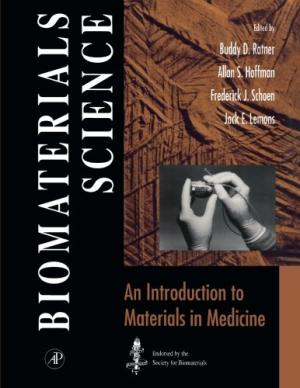 BIOMATERIALS
SCIENCE
Edited by
Buddy D. Ratner
Allan S. Hoffman
Frederick J. Schoen
Jack E. Lemons
An Introduction to
Materials in Medicine
AP
Endorsed by the
Society for Biomaterials